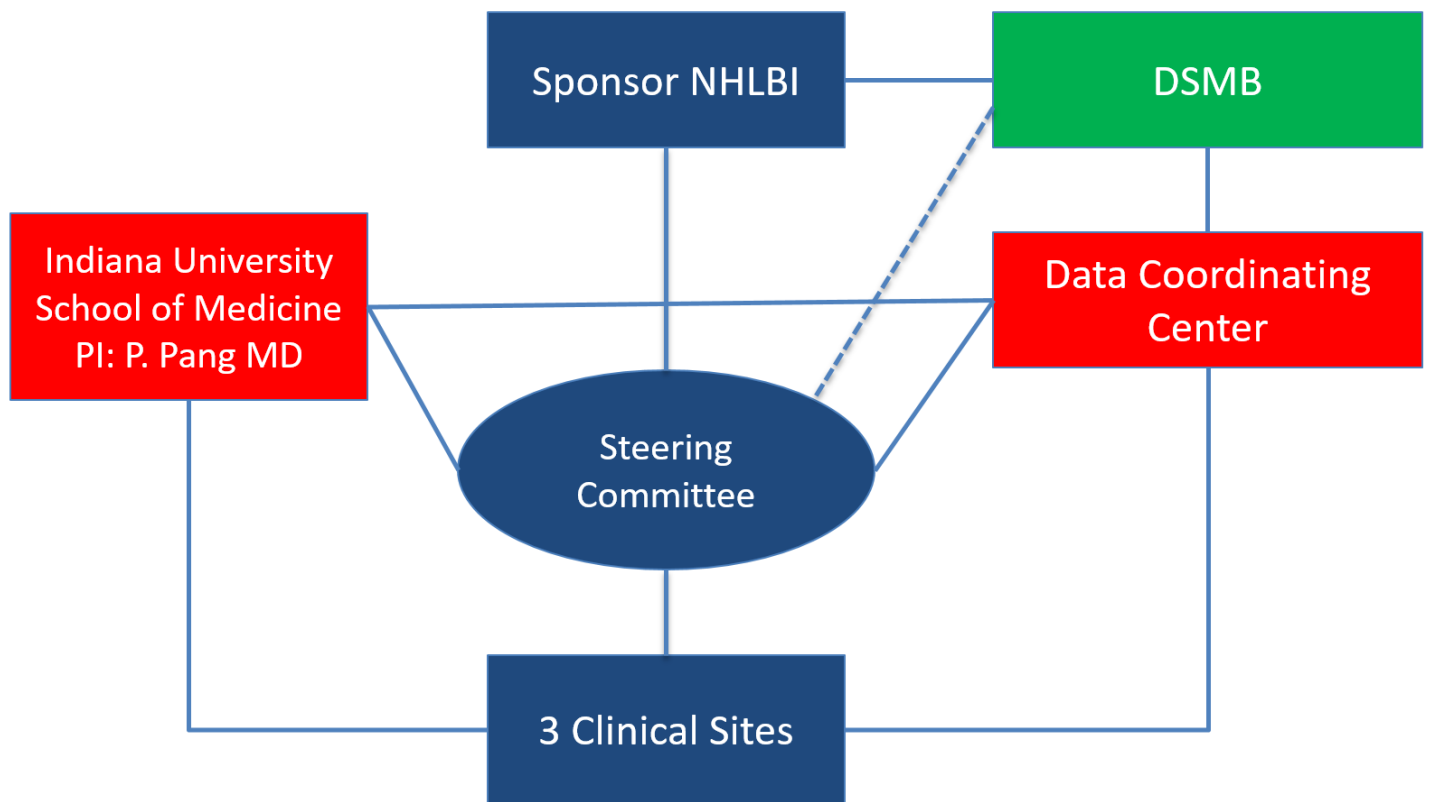 Sponsor NHLBI
DSMB
Indiana University
School of Medicine
PI: P. Pang MD
Data Coordinating
Center
Steering
Committee
3 Clinical Sites